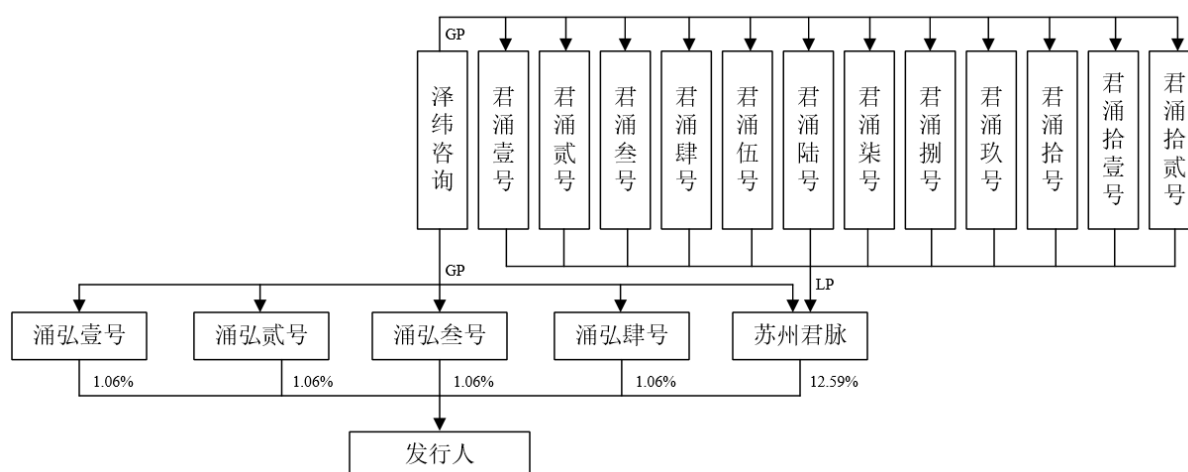 GP
泽纬咨询
君涌壹号
君涌贰号
君涌叁号
君涌肆号
君涌伍号
君涌陆号
君涌柒号
君涌捌号
君涌玖号
君涌拾号
君涌拾壹号
君涌拾贰号
GP
LP
涌弘壹号
涌弘贰号
涌弘叁号
涌弘肆号
苏州君脉
1.06%
1.06%
1.06%
1.06%
12.59%
发行人